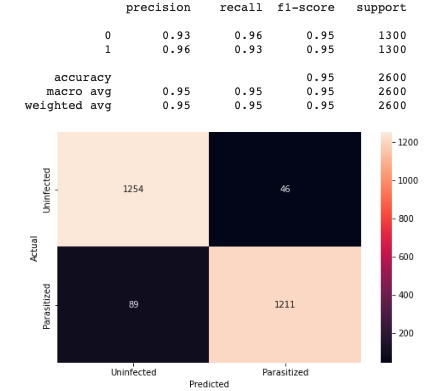 precision recall f1-score support
0 0.93 0.96 0.95 1300
1 0.96 0.93 0.95 1300
accuracy 0.95 2600
macro avg 0.95 0.95 0.95 2600
weighted avg 0.95 0.95 0.95 2600
Uninfected
1254
46
Actual
Parasitized
89
1211
Uninfected
Parasitized
Predicted
1200
1000
800
600
400
200